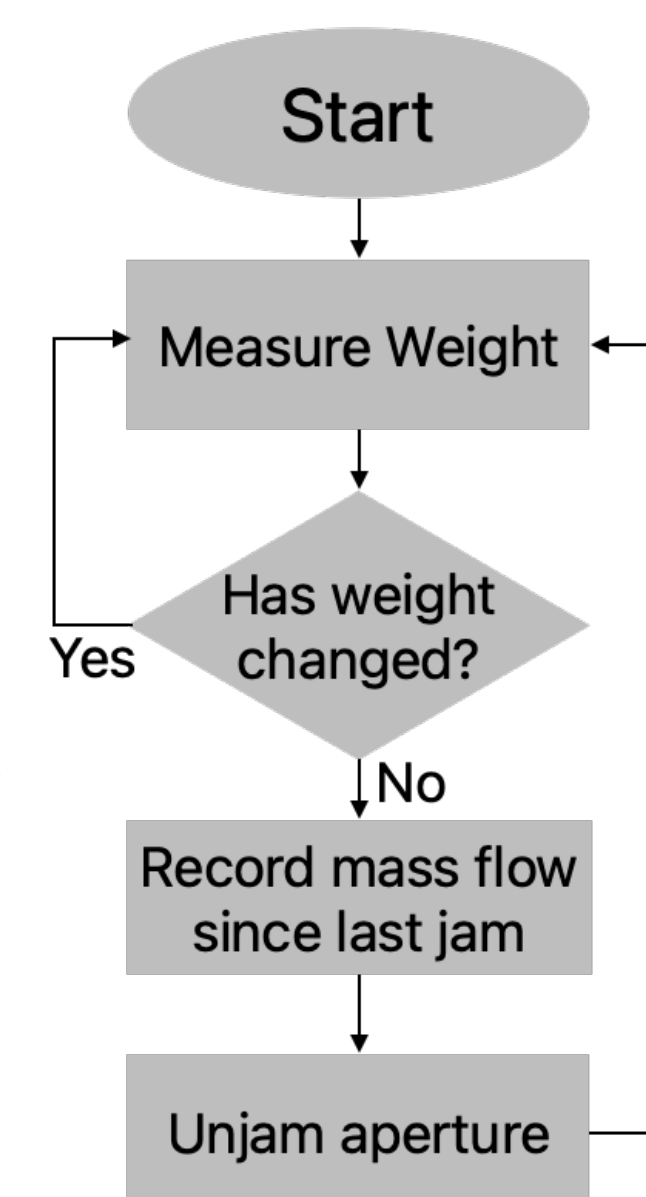 Start
Measure Weight
Has weight
changed?
Yes
No
Record mass flow
since last jam
Unjam aperture